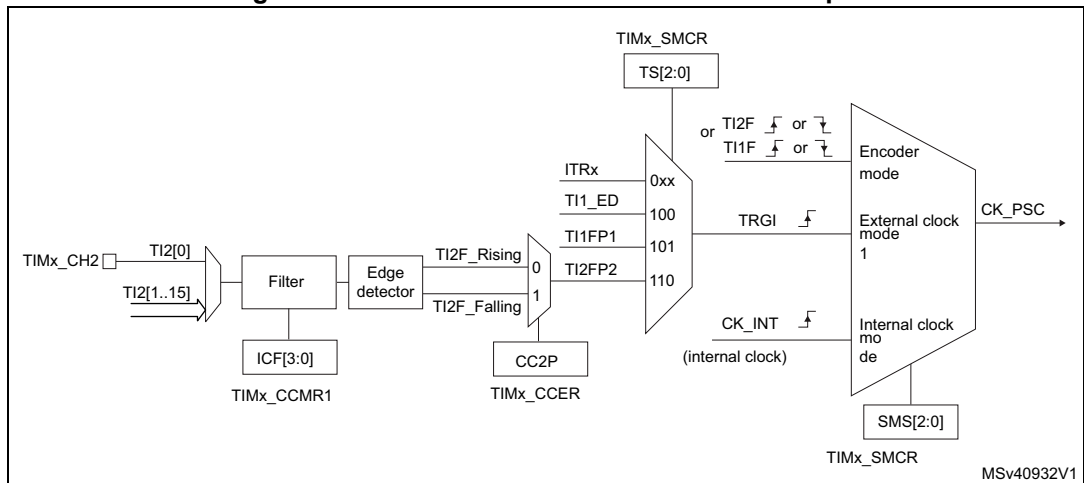 TIMx_SMCR
TS[2:0]
or TI2F or
TI1F or
Encoder
mode
ITRx
0xx
TI1_ED
100
TRGI
External clock
mode
1
CK_PSC
TIMx_CH2
TI2[0]
TI2[1..15]
Filter
Edge
detector
TI2F_Rising
0
TI2F_Falling
1
TI1FP1
101
TI2FP2
110
CK_INT
(internal clock)
Internal clock
mo
de
ICF[3:0]
TIMx_CCMR1
CC2P
TIMx_CCER
SMS[2:0]
TIMx_SMCR
MSv40932V1